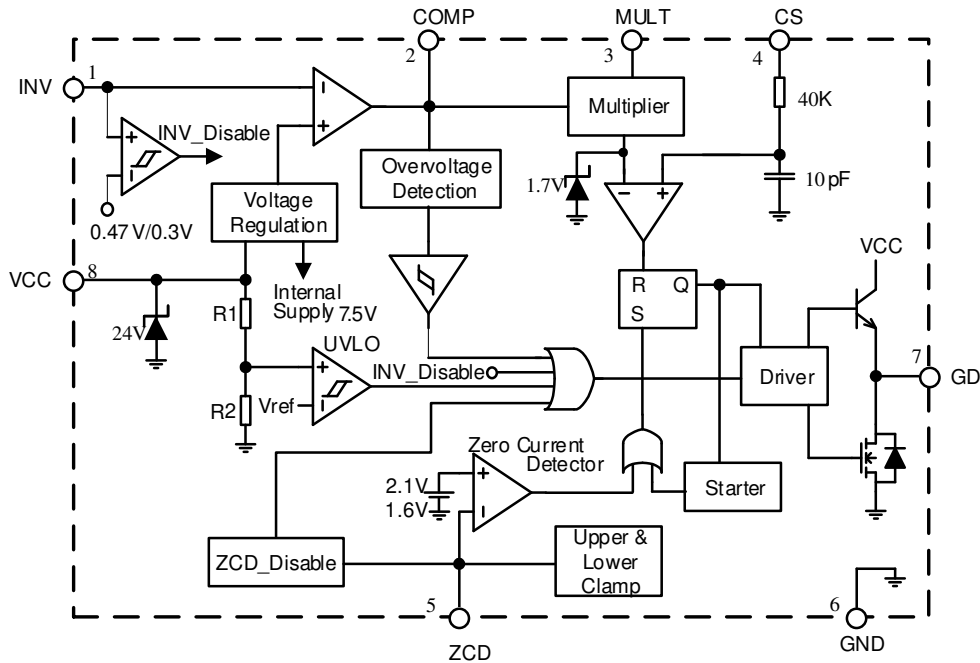 COMP
MULT
CS
2
3
4
INV
1
Multiplier
40K
INV_Disable
Overvoltage
Detection
10 pF
1.7V
Voltage
Regulation
0.47 V/0.3V
VCC
VCC
8
Internal
Supply 7.5V
R Q
S
24V
R1
UVLO
7
INV_Disable
Driver
GD
R2
Vref
Zero Current
Detector
2.1V
1.6V
Starter
Upper &
Lower
Clamp
ZCD_Disable
5
6
ZCD
GND